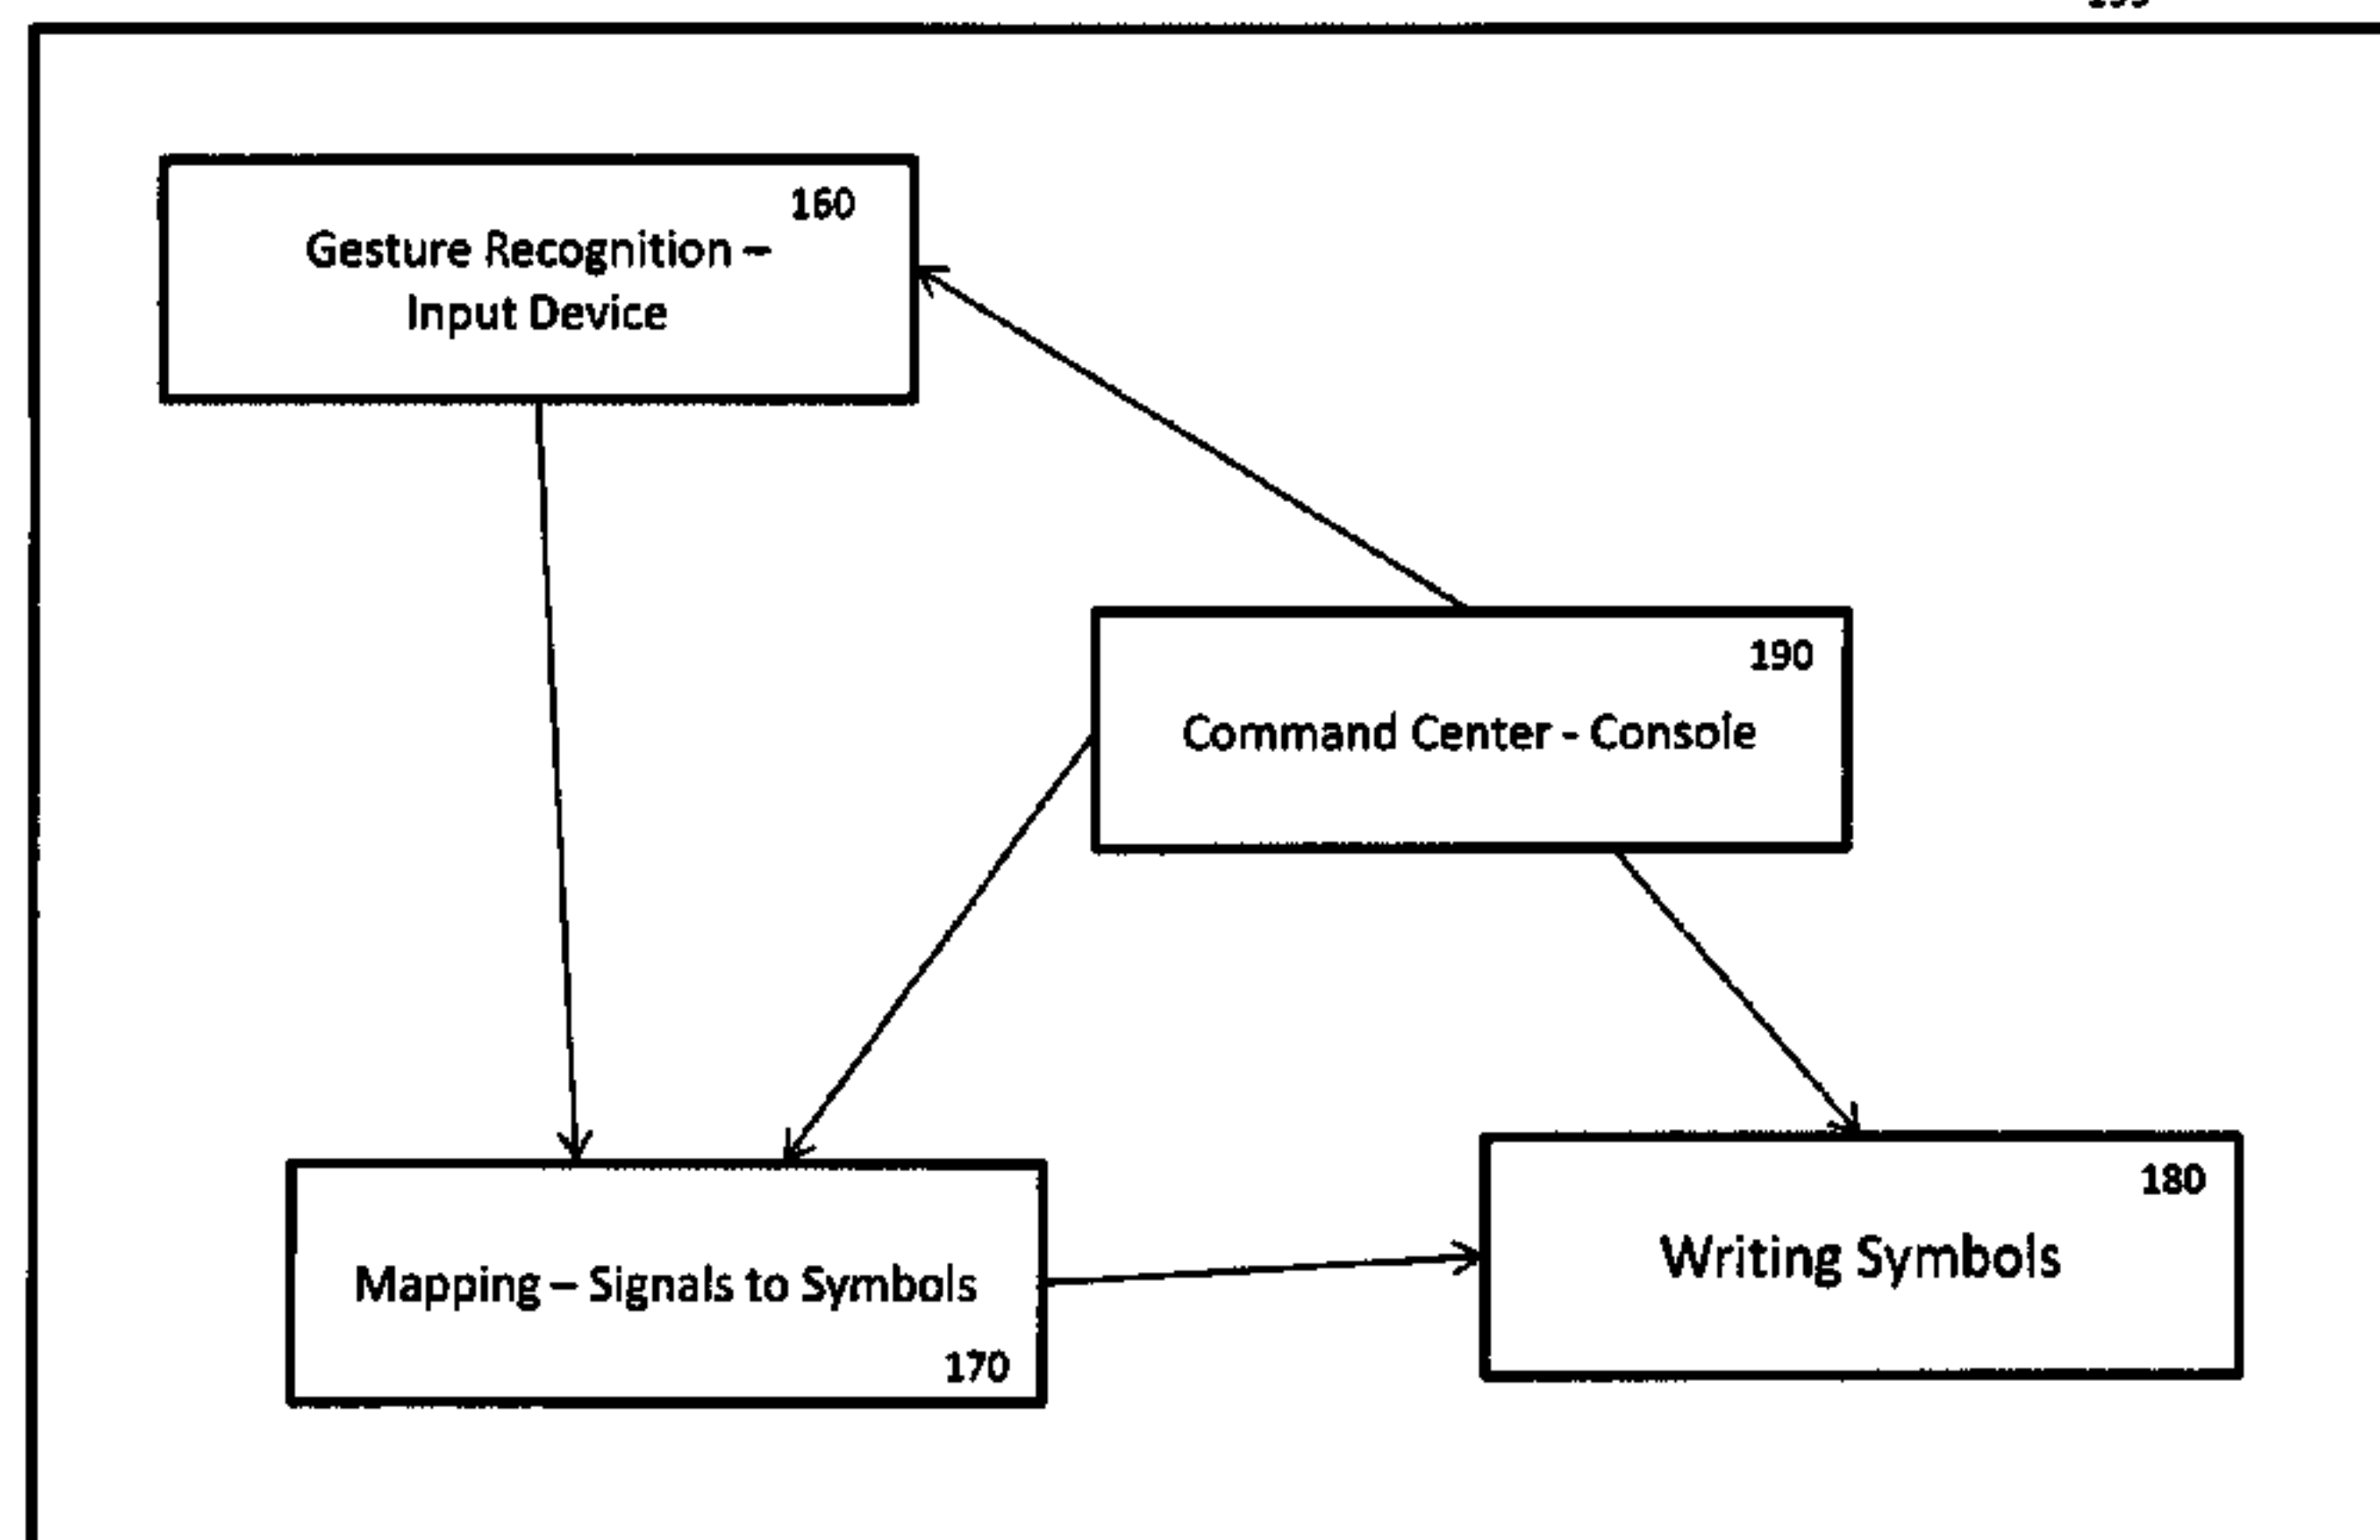 160
Gesture Recognition –
Input Device
190
Command Center - Console
180
Writing Symbols
Mapping – Signals to Symbols
170